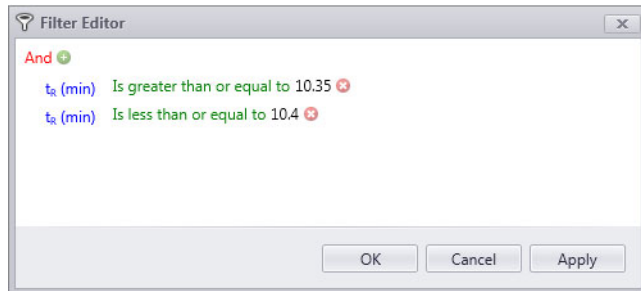 Filter Editor
And
tR (min) Is greater than or equal to 10.35
tR (min) Is less than or equal to 10.4
OK Cancel Apply